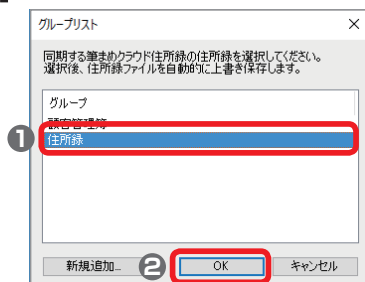 グループリスト
同期する筆まめクラウド住所録の住所録を選択してください。
選択後、住所録ファイルを自動的に上書き保存します。
グループ
顧客管理簿
❶
住所録
新規追加...
❷
OK
キャンセル